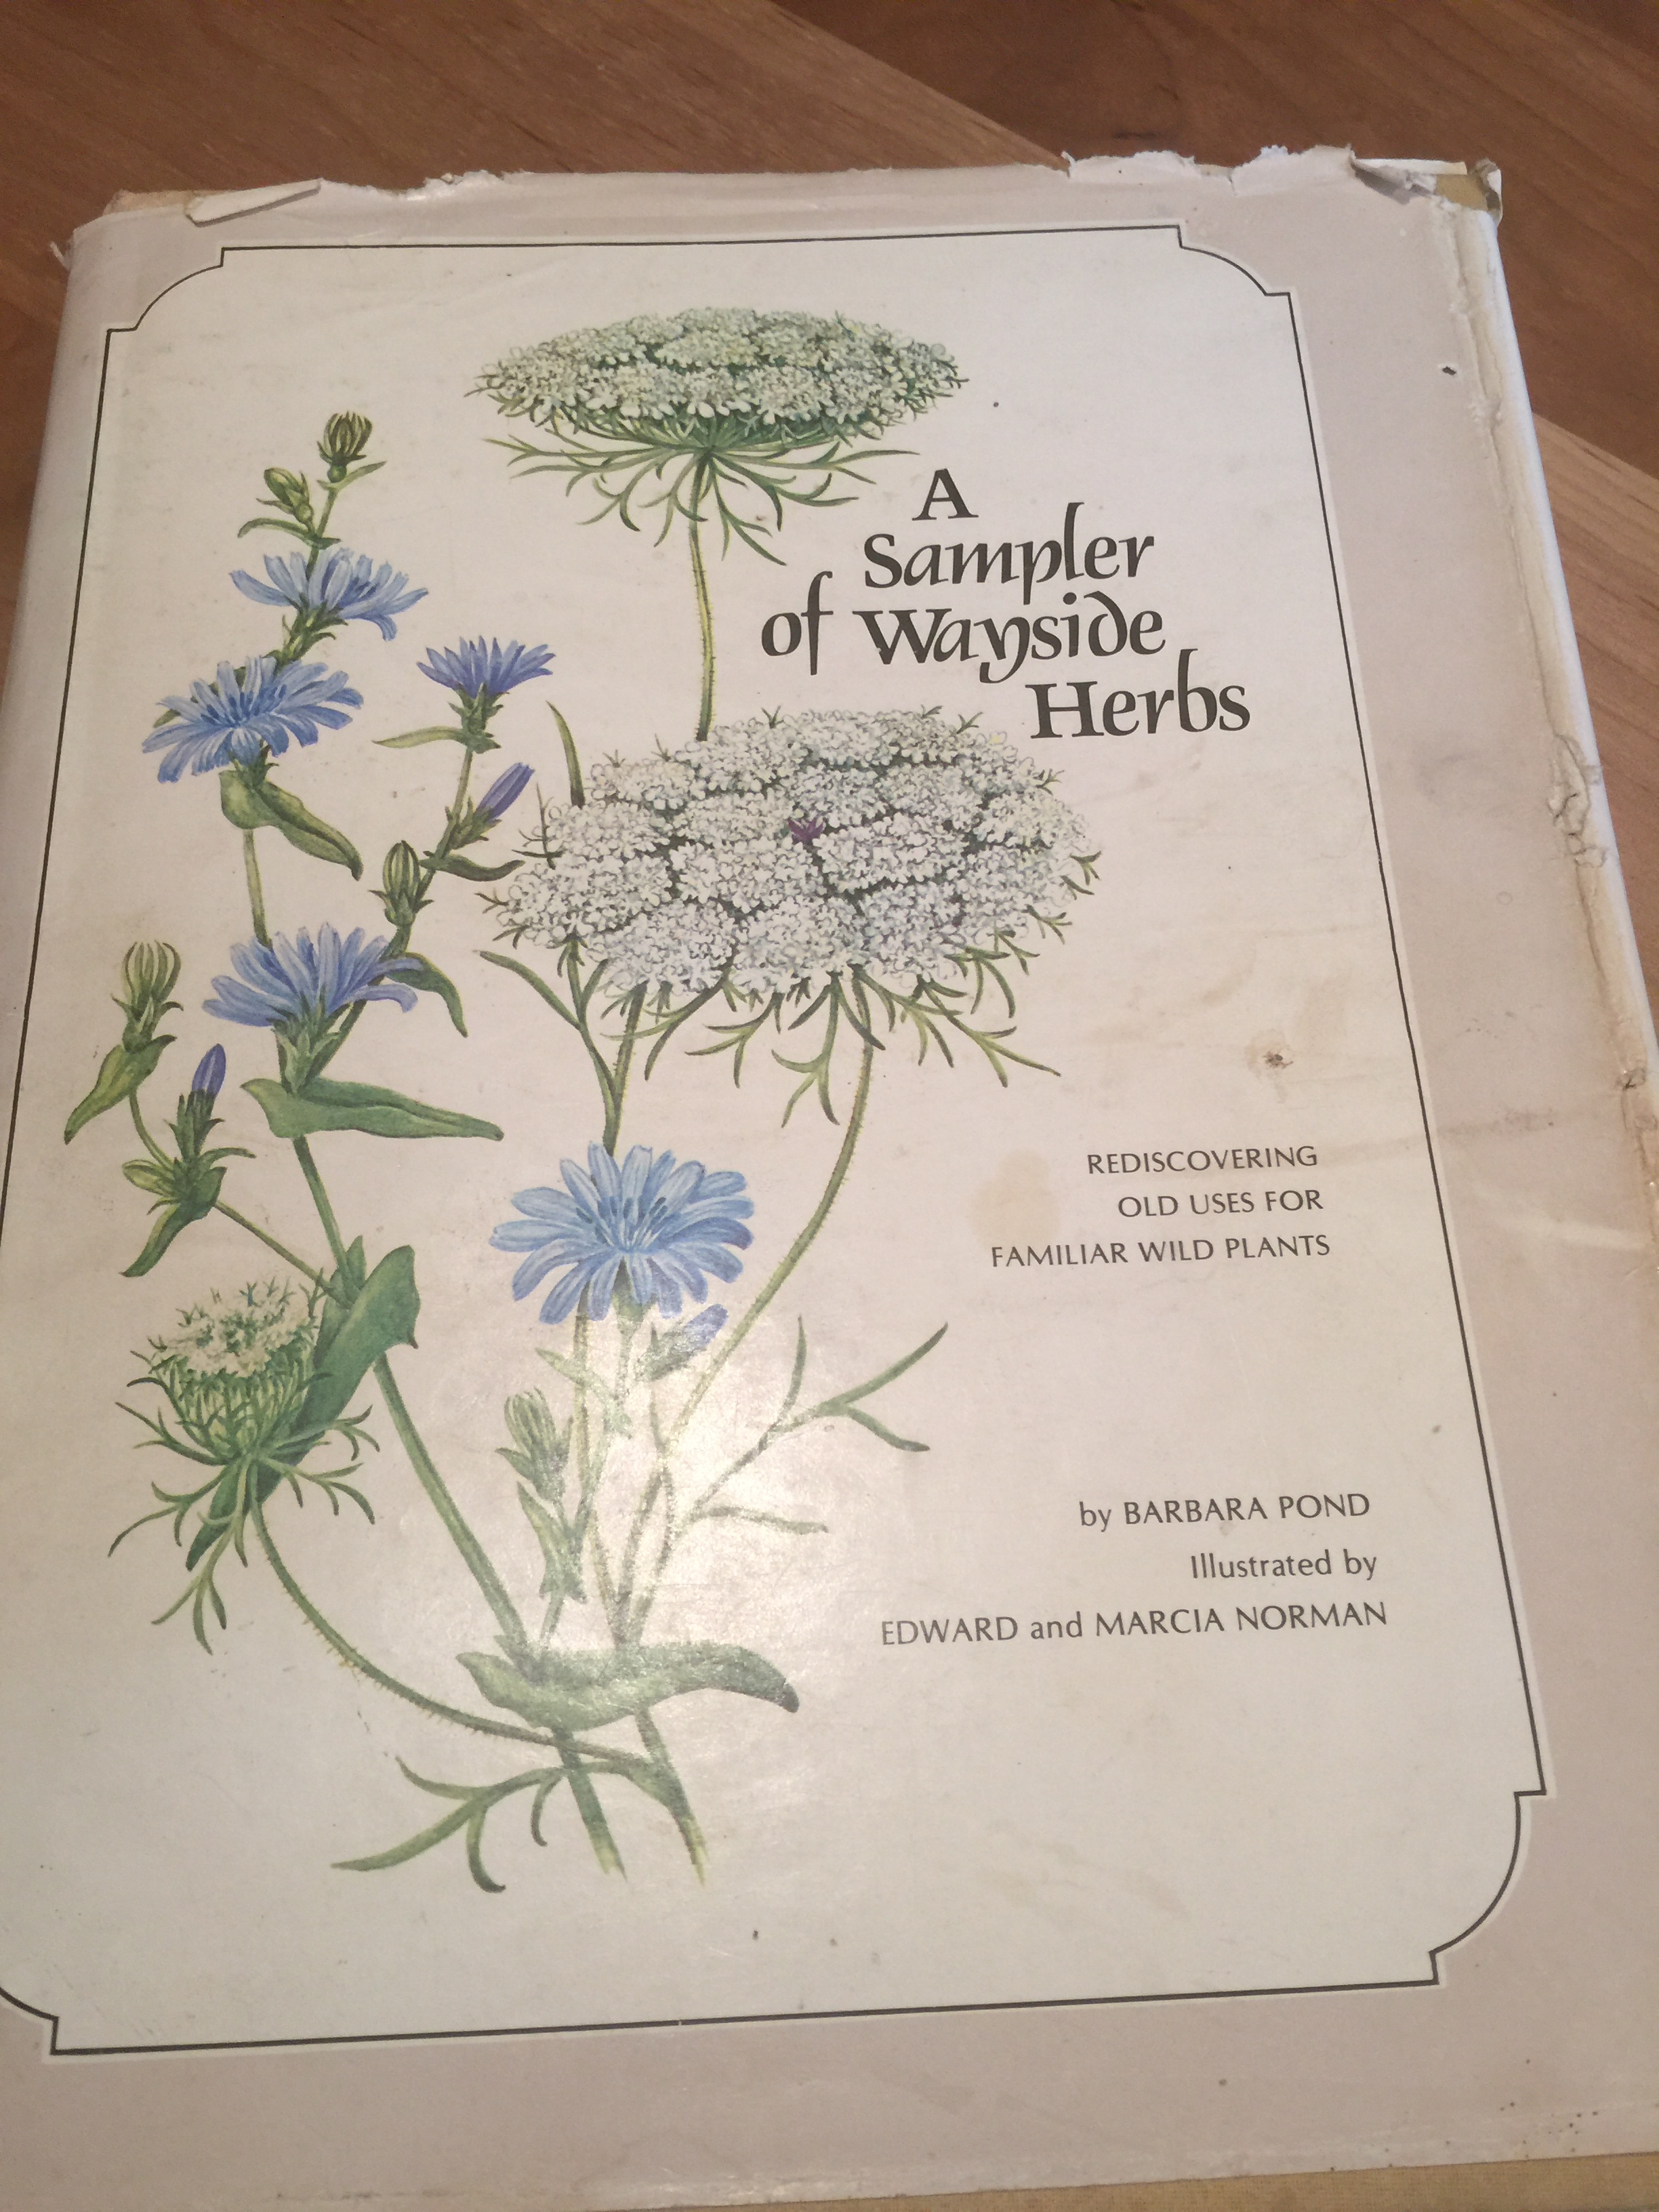 A
Sampler
of Wayside
Herbs
REDISCOVERING
OLD USES FOR
FAMILIAR WILD PLANTS
by BARBARA POND
Illustrated by
EDWARD and MARCIA NORMAN